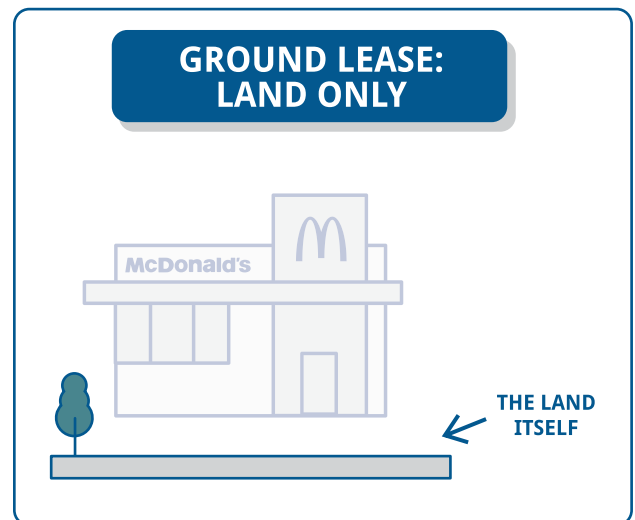 GROUND LEASE:
LAND ONLY
McDonald's
THE LAND
ITSELF